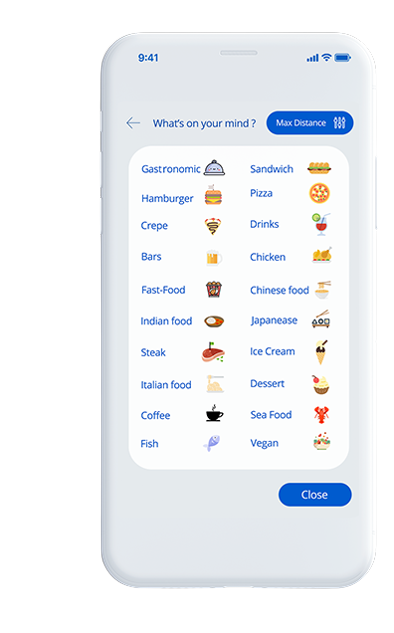 9:41
What's on your mind ?
Max Distance
Gastronomic
Sandwich
Hamburger
Pizza
Crepe
Drinks
Bars
Chicken
Fast-Food
Chinese food
Indian food
Japanease
Steak
Ice Cream
Italian food
Dessert
Coffee
Sea Food
Fish
Vegan
Close